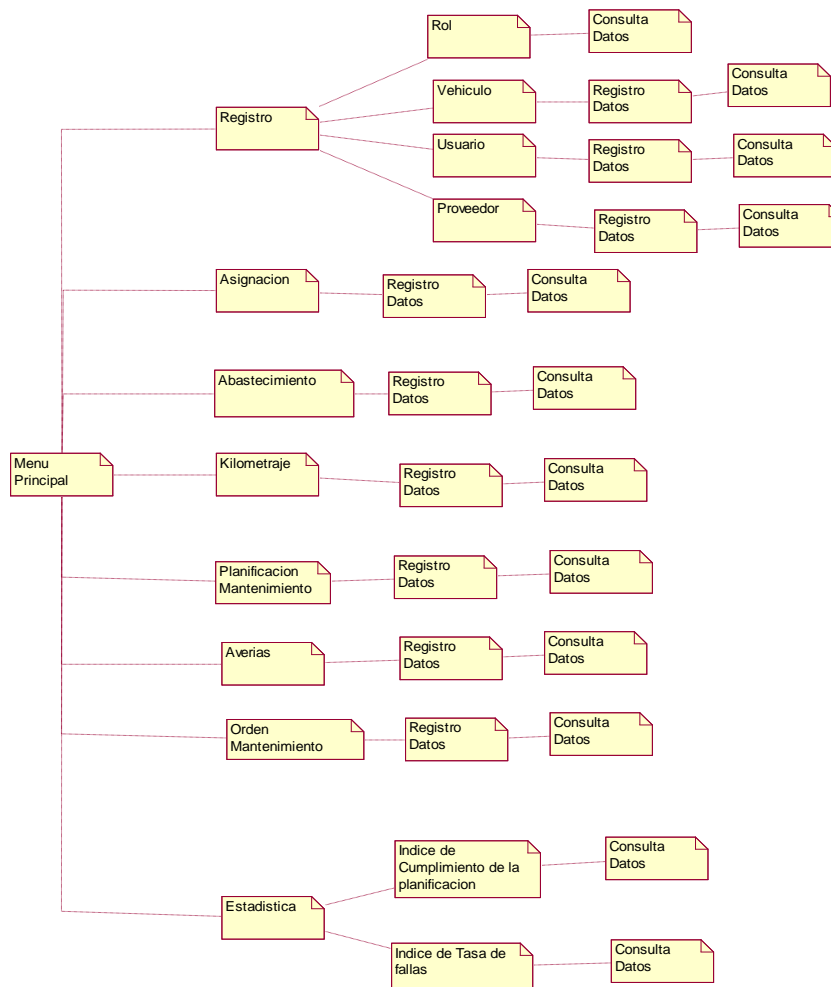 Rol
Consulta
Datos
Registro
Vehiculo
Registro
Datos
Consulta
Datos
Usuario
Registro
Datos
Consulta
Datos
Proveedor
Registro
Datos
Consulta
Datos
Asignacion
Registro
Datos
Consulta
Datos
Abastecimiento
Registro
Datos
Consulta
Datos
Menu
Principal
Kilometraje
Registro
Datos
Consulta
Datos
Planificacion
Mantenimiento
Registro
Datos
Consulta
Datos
Averias
Registro
Datos
Consulta
Datos
Orden
Mantenimiento
Registro
Datos
Consulta
Datos
Estadistica
Indice de
Cumplimiento de la
planificacion
Consulta
Datos
Indice de Tasa de
fallas
Consulta
Datos